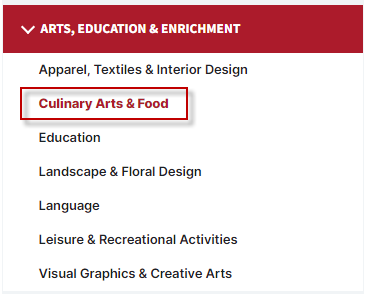 ARTS, EDUCATION & ENRICHMENT
Apparel, Textiles & Interior Design
Culinary Arts & Food
Education
Landscape & Floral Design
Language
Leisure & Recreational Activities
Visual Graphics & Creative Arts